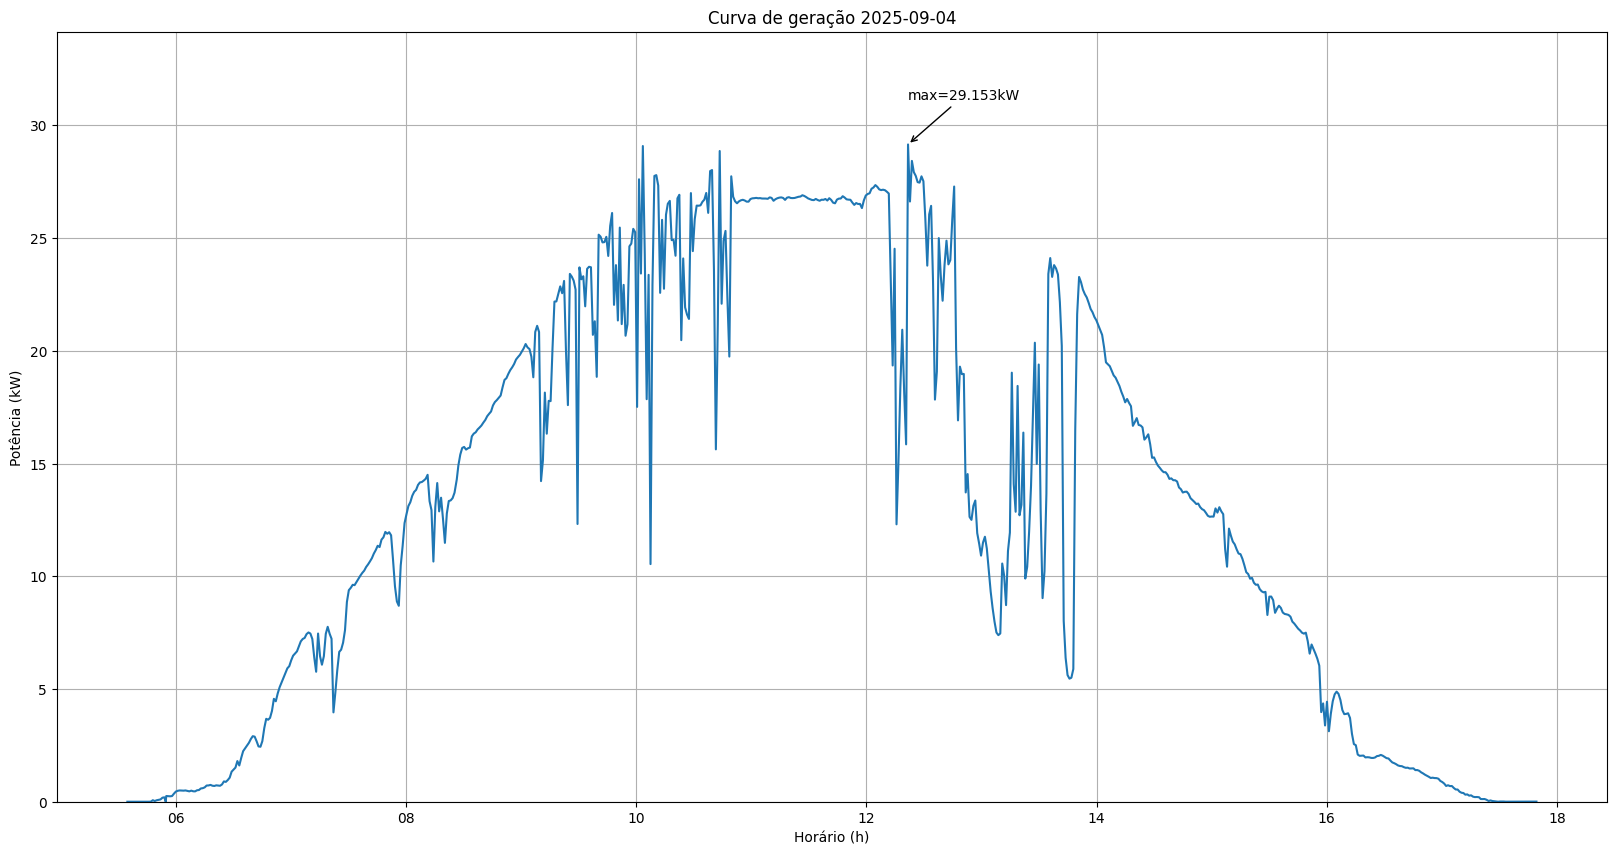 Curva de geração 2025-09-04
max=29.153kW
Potência (kW)
30
25
20
15
10
5
0
06 08 10 12 14 16 18
Horário (h)